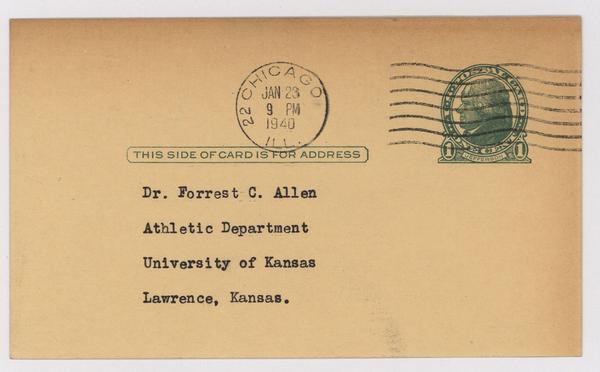 22 CHICAGO
JAN 23
9 PM
1940
ILL.
1 JEFFERSON 1
THIS SIDE OF CARD IS FOR ADDRESS
Dr. Forrest C. Allen
Athletic Department
University of Kansas
Lawrence, Kansas.